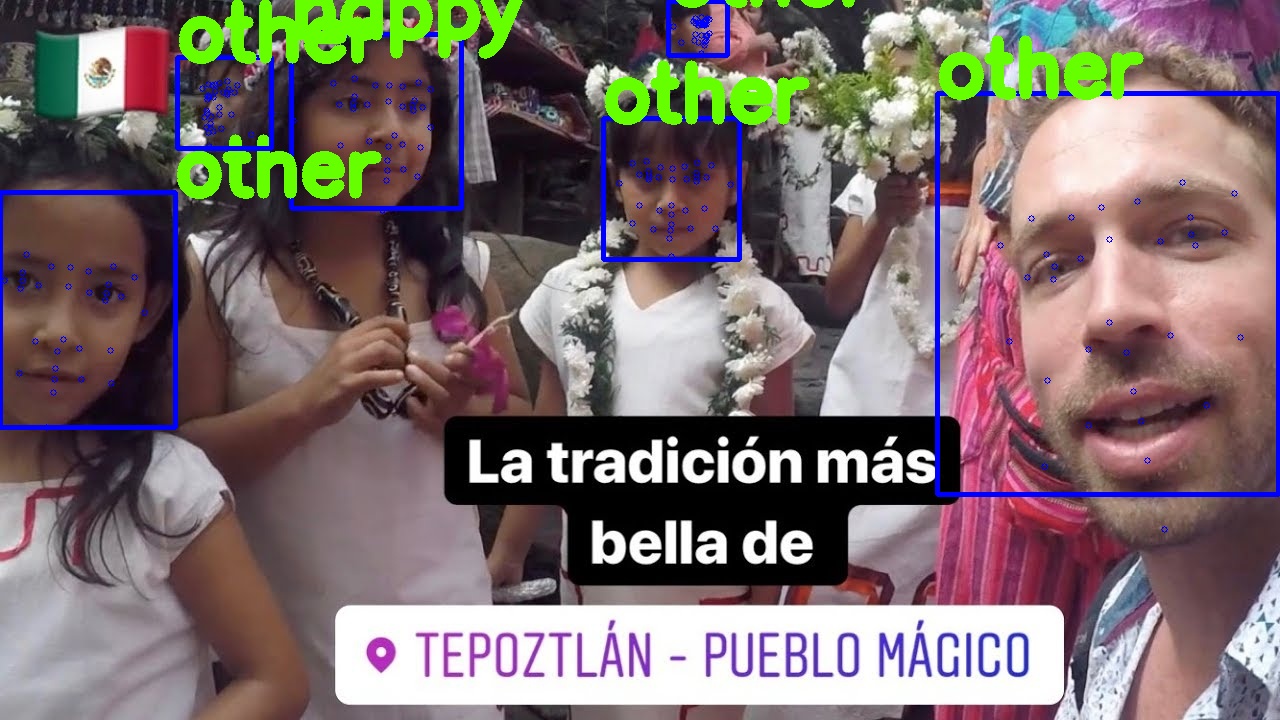 other
happy
other
other
other
other
La tradición más
bella de
TEPOZTLÁN - PUEBLO MÁGICO